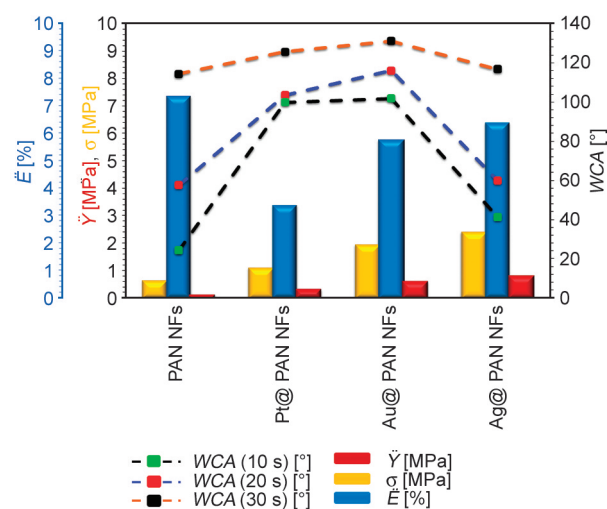 10
9
8
7
6
5
4
3
2
1
0
Ë [%]
10
9
8
7
6
5
4
3
2
1
0
Ÿ [MPa], σ [MPa]
140
120
100
80
60
40
20
0
WCA [°]
PAN NFs
Pt@ PAN NFs
Au@ PAN NFs
Ag@ PAN NFs
WCA (10 s) [°]
Ÿ [MPa]
WCA (20 s) [°]
σ [MPa]
WCA (30 s) [°]
Ë [%]